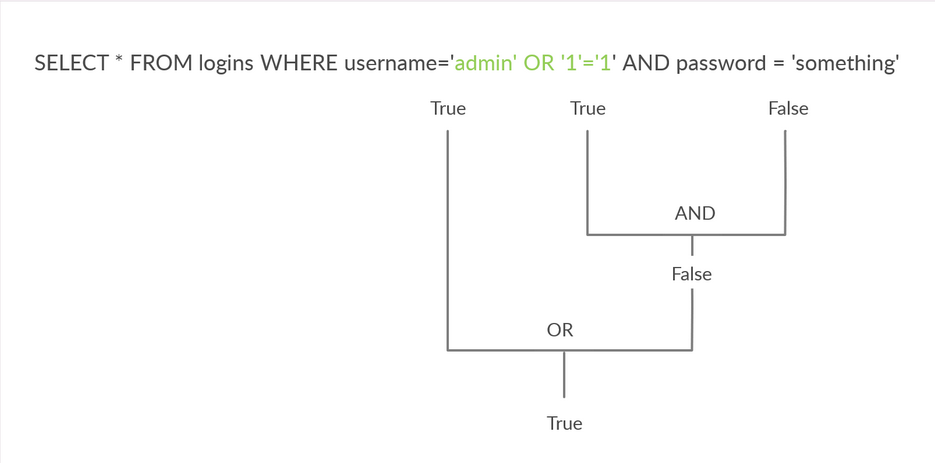 SELECT * FROM logins WHERE username='admin' OR '1'='1' AND password = 'something'
True True False
AND
False
OR
True